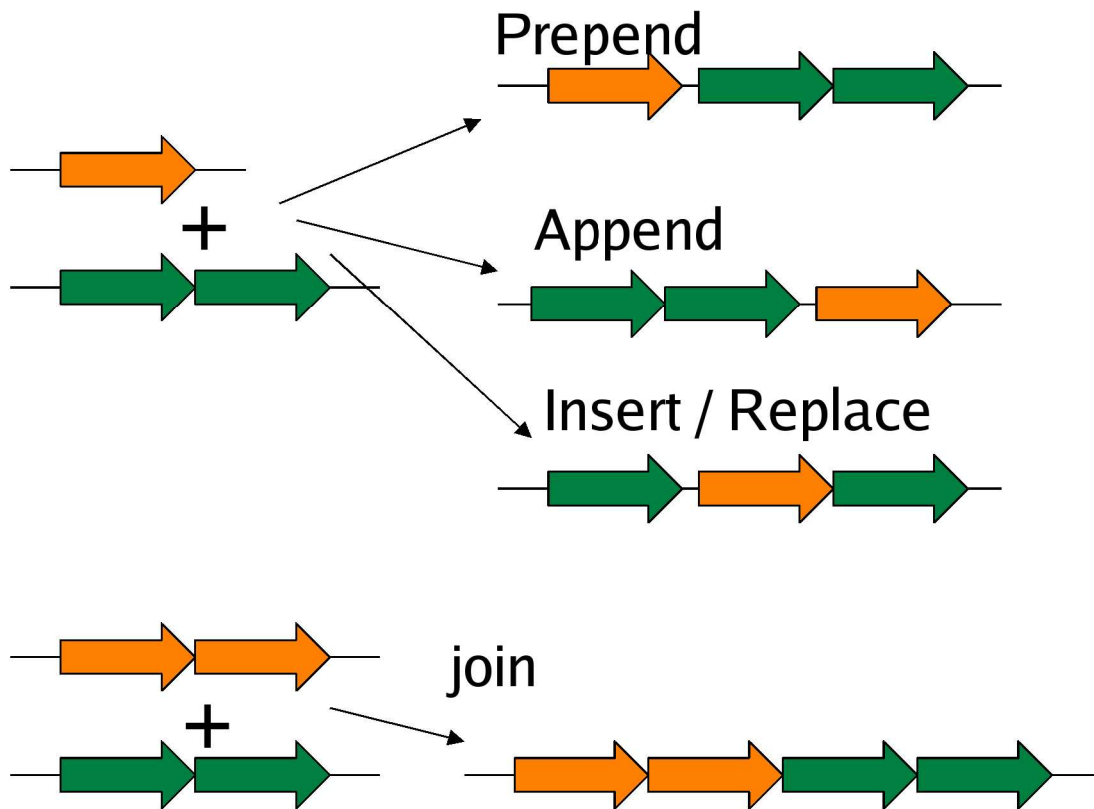 Prepend
+
Append
Insert / Replace
join
+